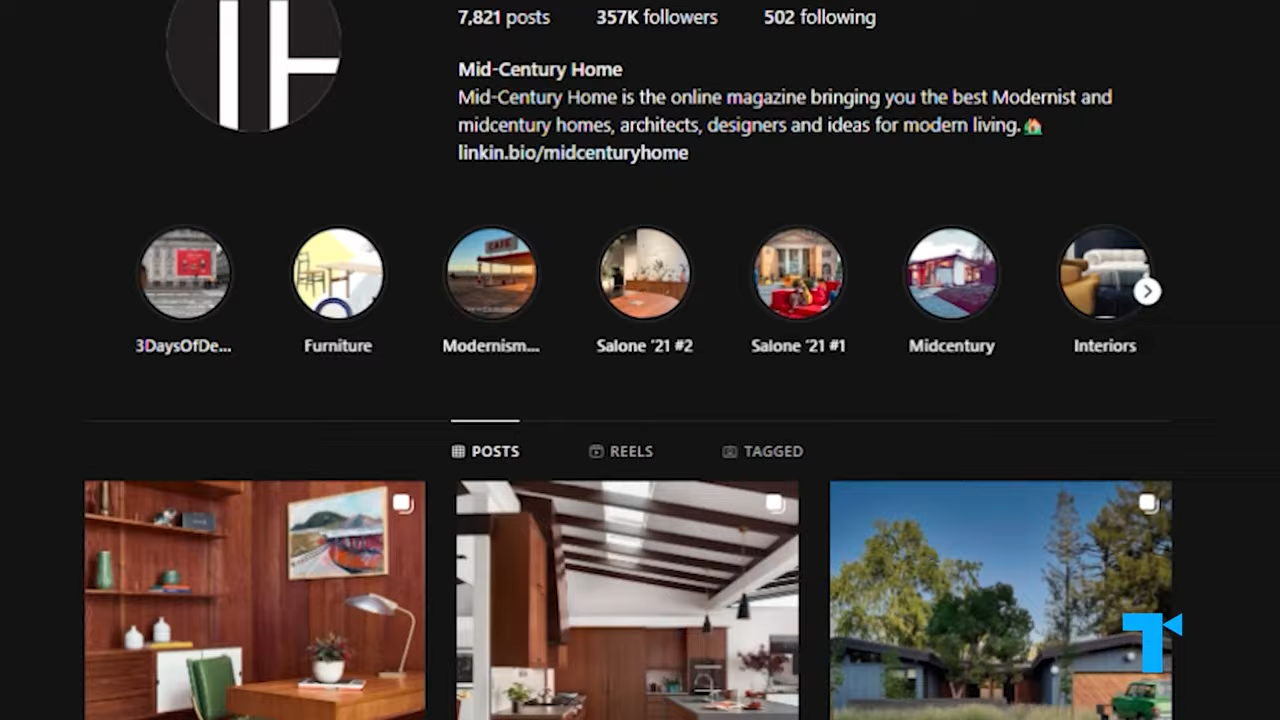 7,821 posts 357K followers 502 following
Mid-Century Home
Mid-Century Home is the online magazine bringing you the best Modernist and
midcentury homes, architects, designers and ideas for modern living.
linkin.bio/midcenturyhome
CAFE
3DaysOfDe... Furniture Modernism... Salone '21 #2 Salone '21 #1 Midcentury Interiors
POSTS REELS TAGGED